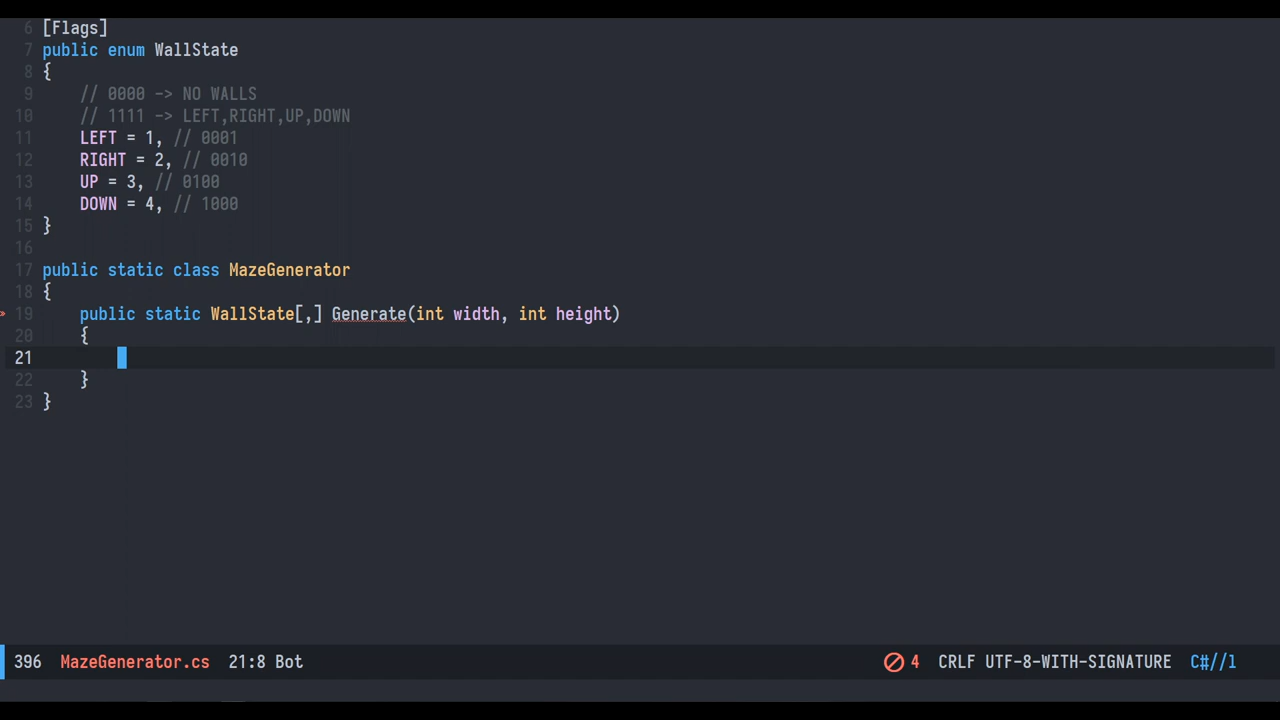 6 [Flags]
7 public enum WallState
8 {
9 // 0000 -> NO WALLS
10 // 1111 -> LEFT,RIGHT,UP,DOWN
11 LEFT = 1, // 0001
12 RIGHT = 2, // 0010
13 UP = 3, // 0100
14 DOWN = 4, // 1000
15 }
16
17 public static class MazeGenerator
18 {
19 public static WallState[,] Generate(int width, int height)
20 {
21
22 }
23 }
396 MazeGenerator.cs 21:8 Bot 4 CRLF UTF-8-WITH-SIGNATURE C#//l